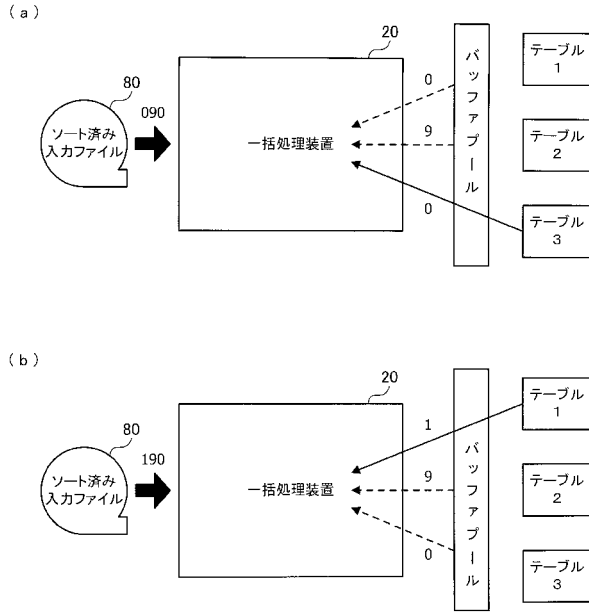 (a)
20
80
090
ソート済み
入力ファイル
一括処理装置
0
9
0
バッファプール
テーブル
1
テーブル
2
テーブル
3
(b)
20
80
190
ソート済み
入力ファイル
一括処理装置
1
9
0
バッファプール
テーブル
1
テーブル
2
テーブル
3